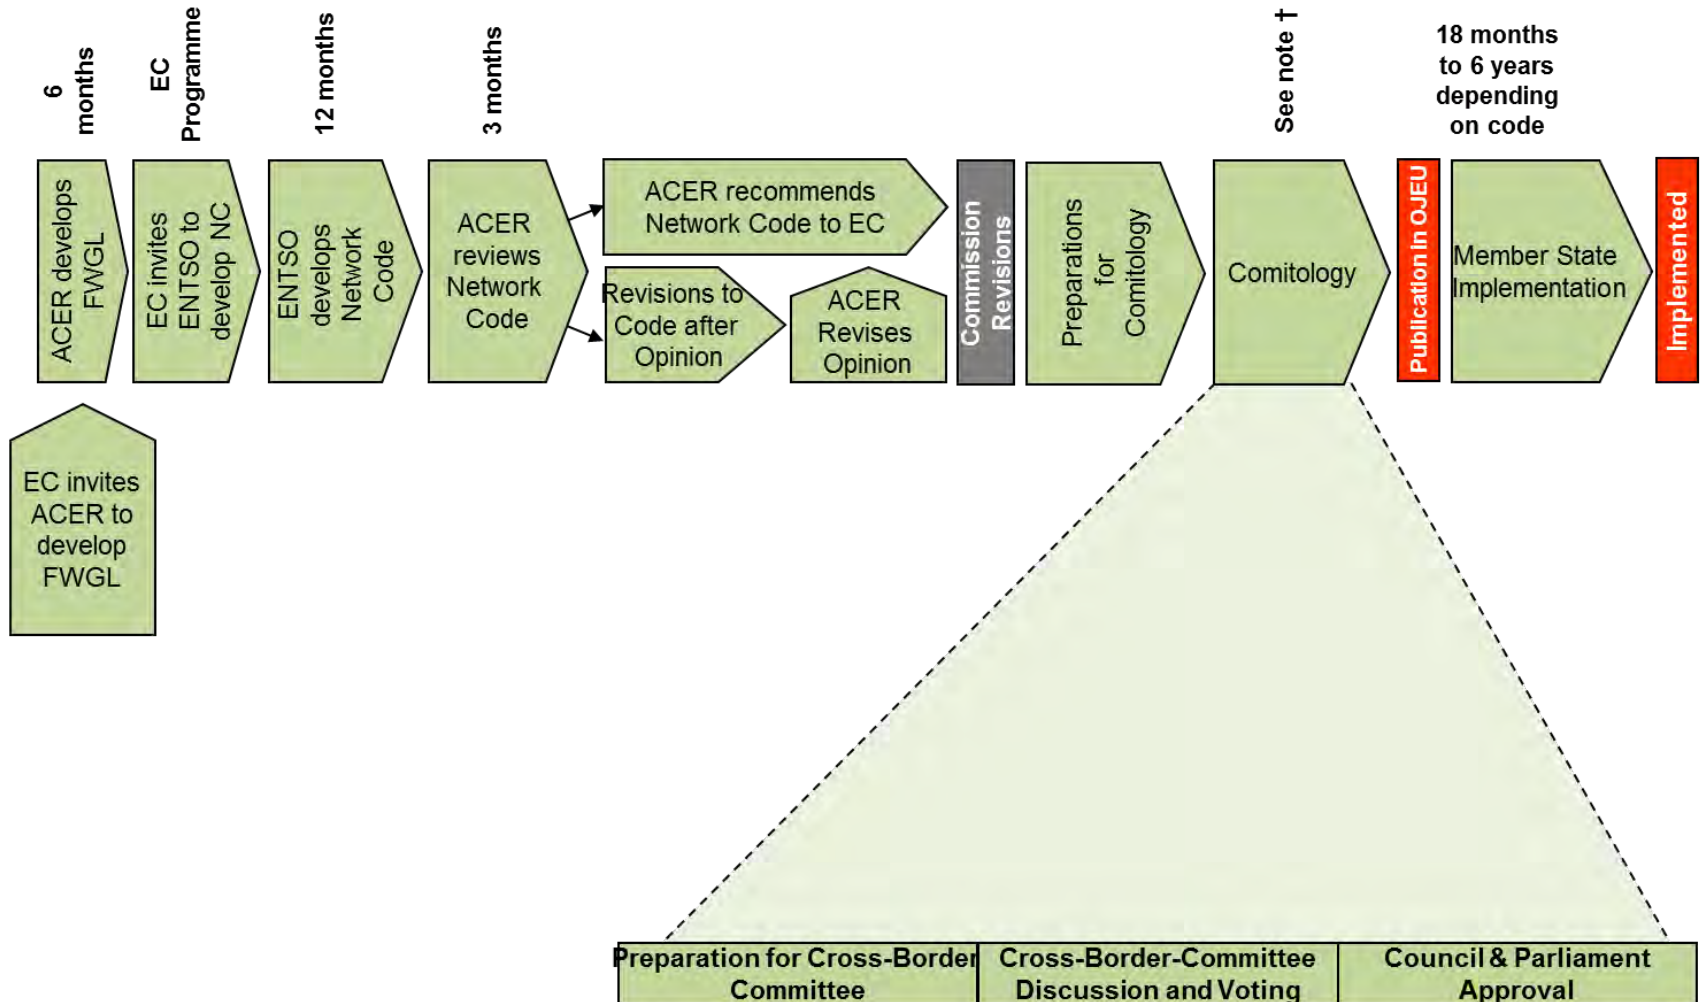 6
months
EC
Programme
12 months
3 months
See note †
18 months
to 6 years
depending
on code
ACER develops
FWGL
EC invites
ENTSO to
develop NC
ENTSO
develops
Network
Code
ACER
reviews
Network
Code
ACER recommends
Network Code to EC
Revisions to
Code after
Opinion
ACER
Revises
Opinion
Commission
Revisions
Preparations
for
Comitology
Comitology
Publication in OJEU
Member State
Implementation
Implemented
EC invites
ACER to
develop
FWGL
Preparation for Cross-Border
Committee
Cross-Border-Committee
Discussion and Voting
Council & Parliament
Approval